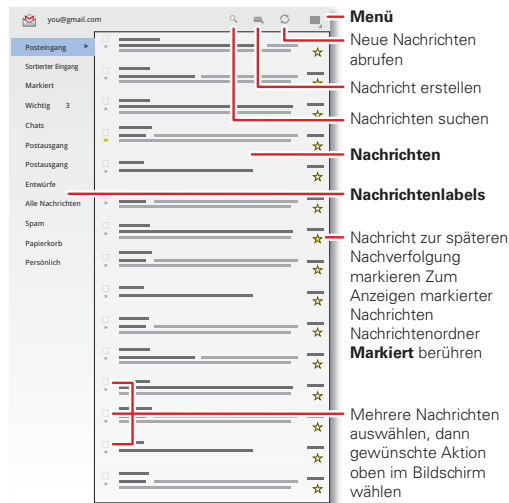 you@gmail.com
Posteingang
Sortierter Eingang
Markiert
Wichtig 3
Chats
Postausgang
Postausgang
Entwürfe
Alle Nachrichten
Spam
Papierkorb
Persönlich
Menü
Neue Nachrichten
abrufen
Nachricht erstellen
Nachrichten suchen
Nachrichten
Nachrichtenlabels
Nachricht zur späteren
Nachverfolgung
markieren Zum
Anzeigen markierter
Nachrichten
Nachrichtenordner
Markiert berühren
Mehrere Nachrichten
auswählen, dann
gewünschte Aktion
oben im Bildschirm
wählen